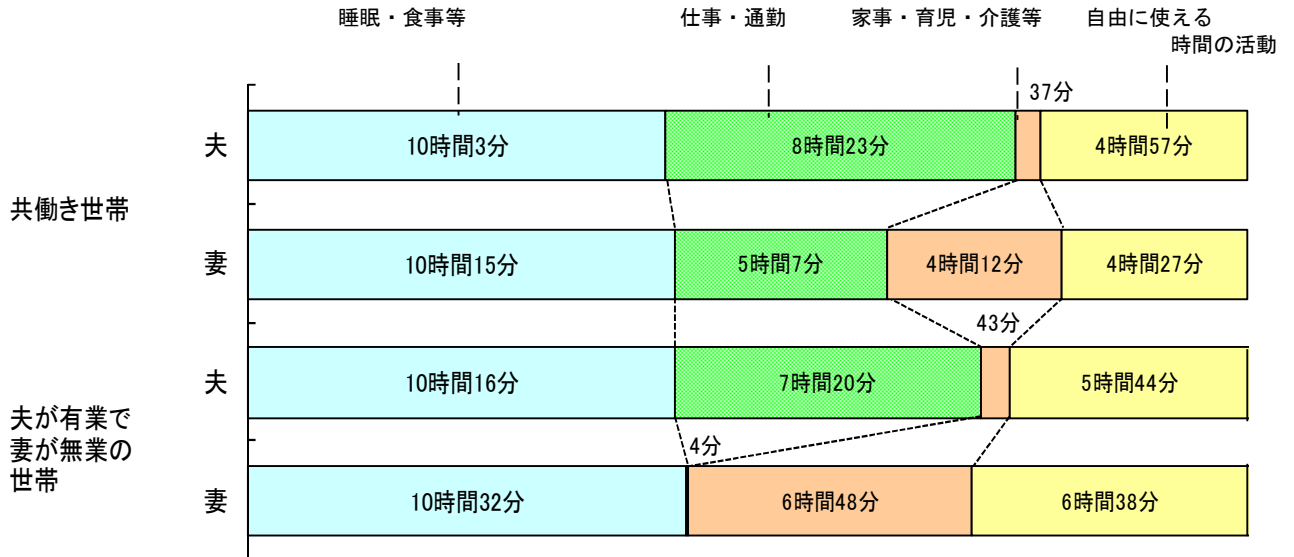 睡眠・食事等
仕事・通勤
家事・育児・介護等
自由に使える
時間の活動
37分
夫
10時間3分
8時間23分
4時間57分
共働き世帯
妻
10時間15分
5時間7分
4時間12分
4時間27分
43分
夫
10時間16分
7時間20分
5時間44分
夫が有業で
妻が無業の
世帯
4分
妻
10時間32分
6時間48分
6時間38分